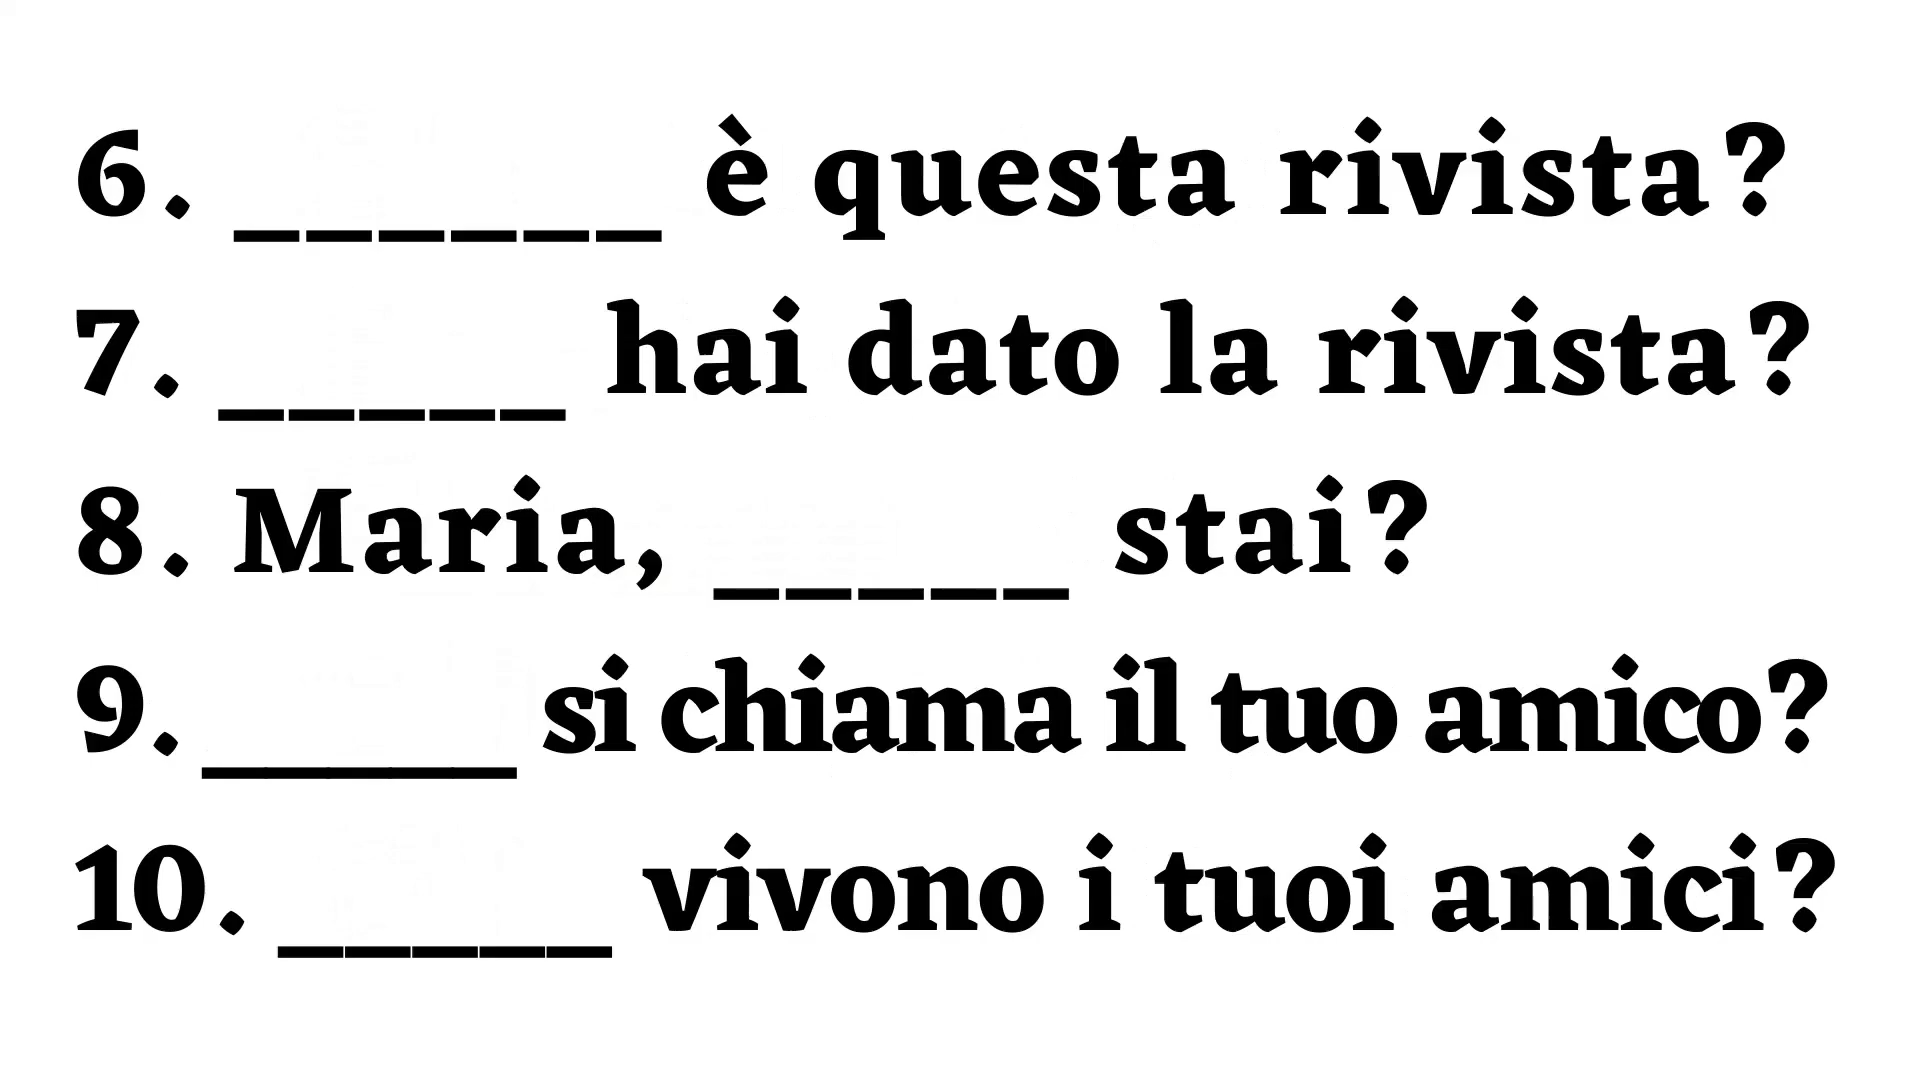 6. ______ è questa rivista?
7. _____ hai dato la rivista?
8. Maria, _____ stai?
9. _____ si chiama il tuo amico?
10. _____ vivono i tuoi amici?